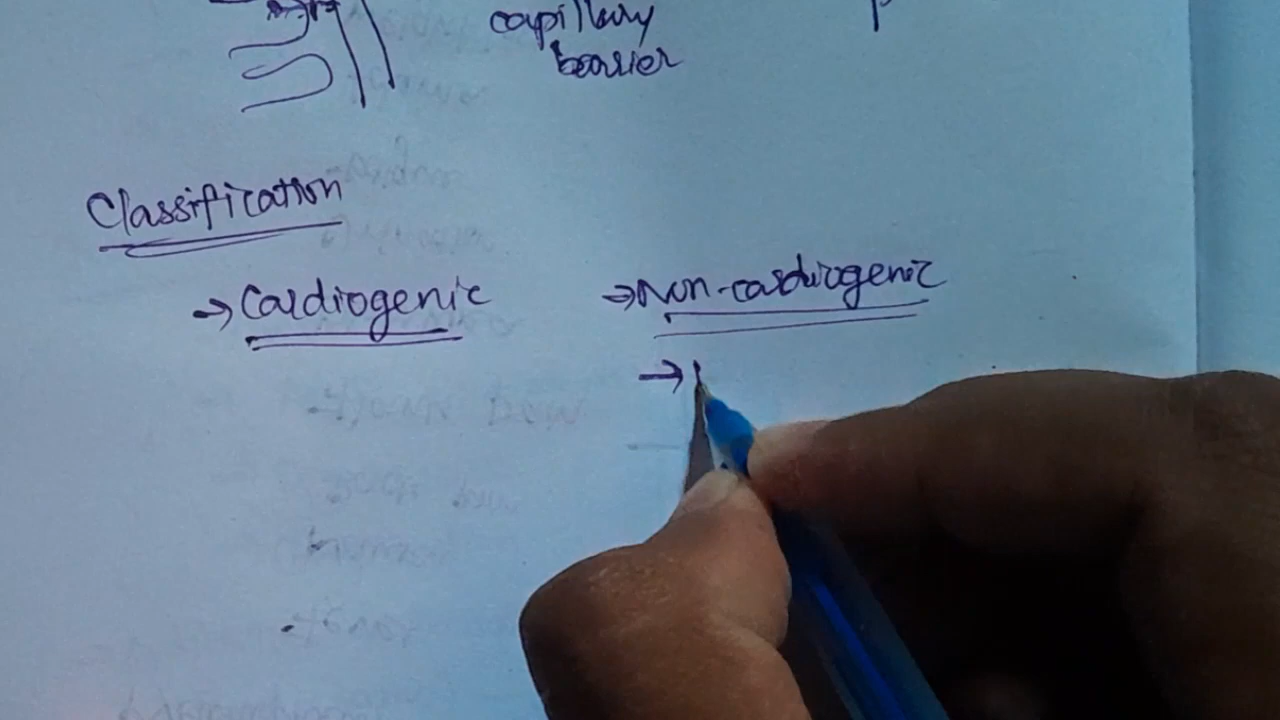 capillary
barrier
Classification
→Cardiogenic →Non-cardiogenic
→